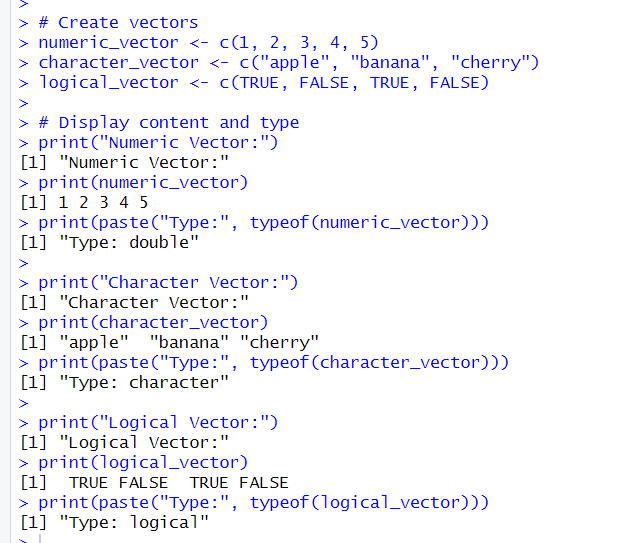 >
> # Create vectors
> numeric_vector <- c(1, 2, 3, 4, 5)
> character_vector <- c("apple", "banana", "cherry")
> logical_vector <- c(TRUE, FALSE, TRUE, FALSE)
>
> # Display content and type
> print("Numeric Vector:")
[1] "Numeric Vector:"
> print(numeric_vector)
[1] 1 2 3 4 5
> print(paste("Type:", typeof(numeric_vector)))
[1] "Type: double"
>
> print("Character Vector:")
[1] "Character Vector:"
> print(character_vector)
[1] "apple"  "banana" "cherry"
> print(paste("Type:", typeof(character_vector)))
[1] "Type: character"
>
> print("Logical Vector:")
[1] "Logical Vector:"
> print(logical_vector)
[1]  TRUE FALSE  TRUE FALSE
> print(paste("Type:", typeof(logical_vector)))
[1] "Type: logical"
>